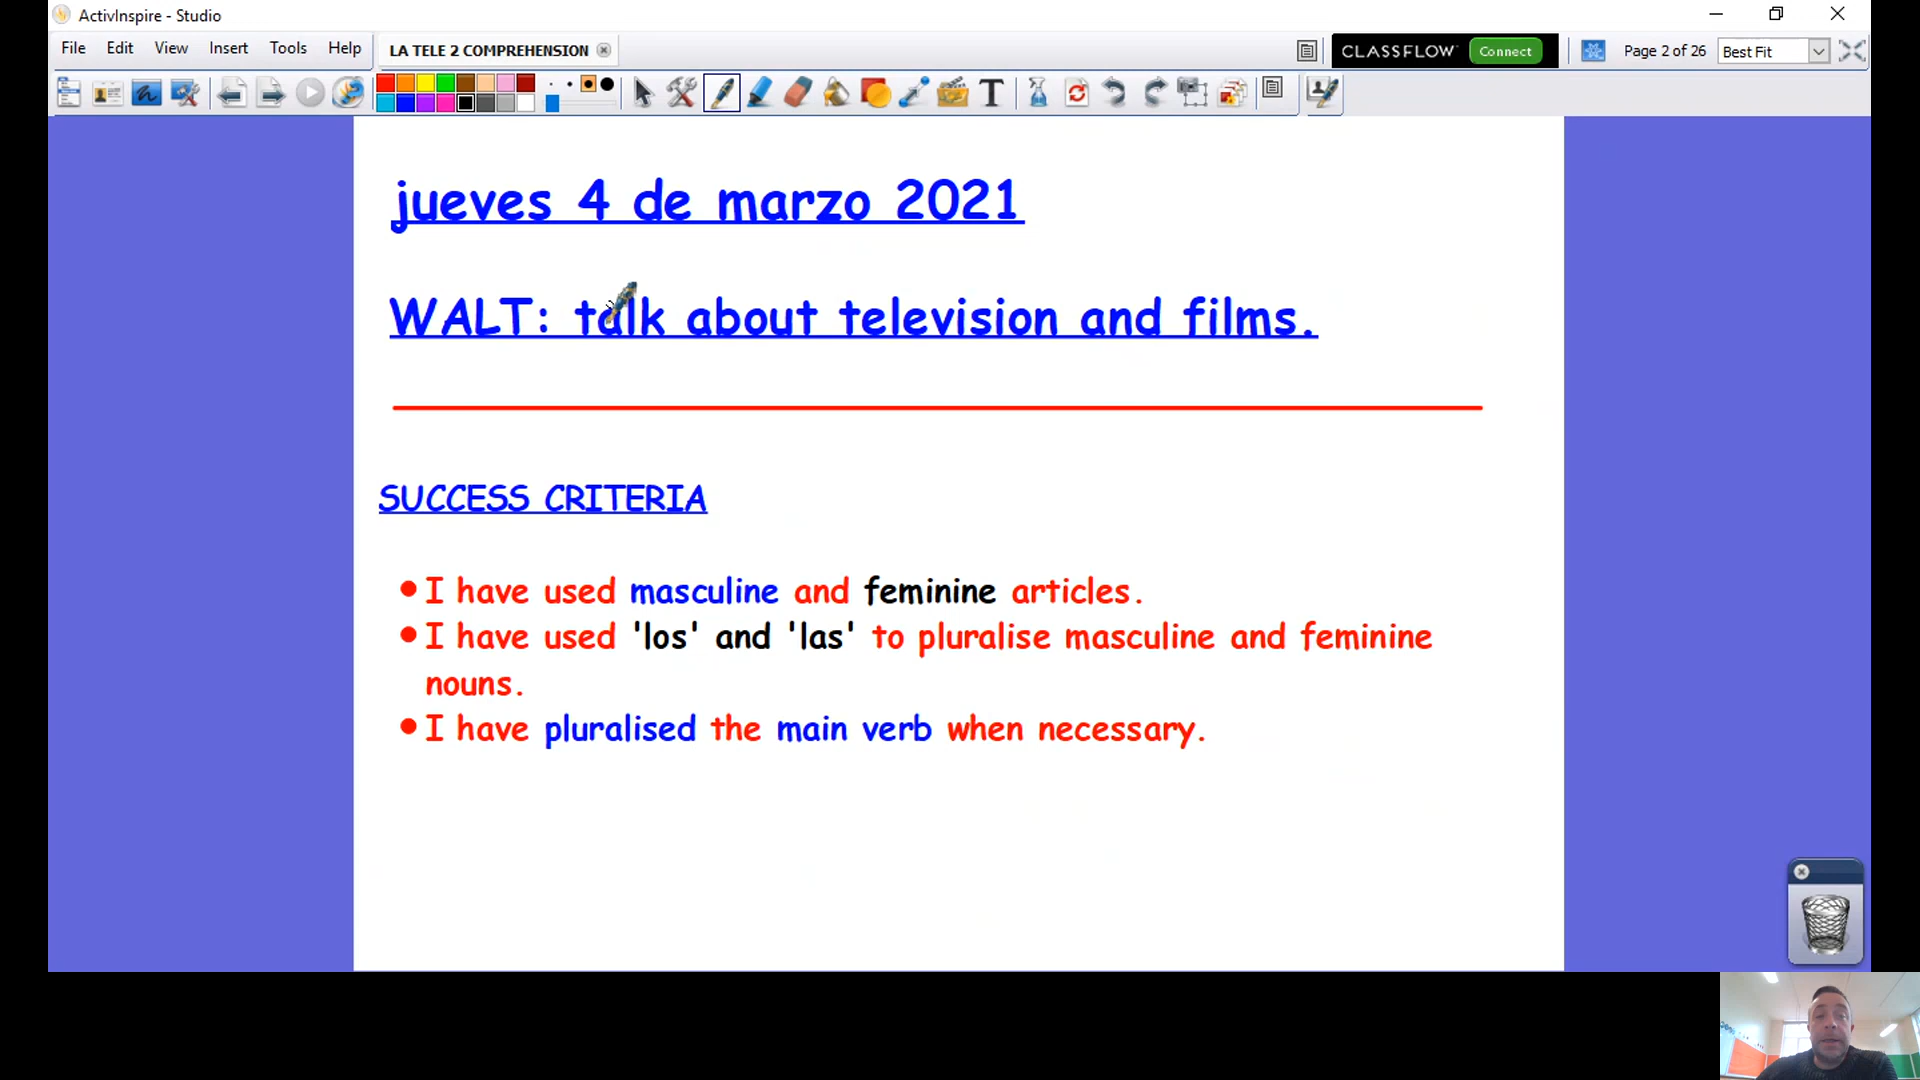 ActivInspire - Studio
File Edit View Insert Tools Help
LA TELE 2 COMPREHENSION
CLASSFLOW Connect
Page 2 of 26
Best Fit
jueves 4 de marzo 2021
WALT: talk about television and films.
SUCCESS CRITERIA
I have used masculine and feminine articles.
I have used 'los' and 'las' to pluralise masculine and feminine
nouns.
I have pluralised the main verb when necessary.